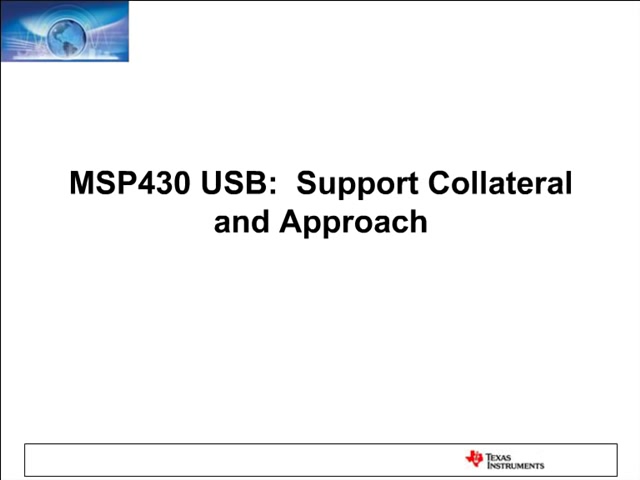 MSP430 USB:  Support Collateral
and Approach
TEXAS
INSTRUMENTS